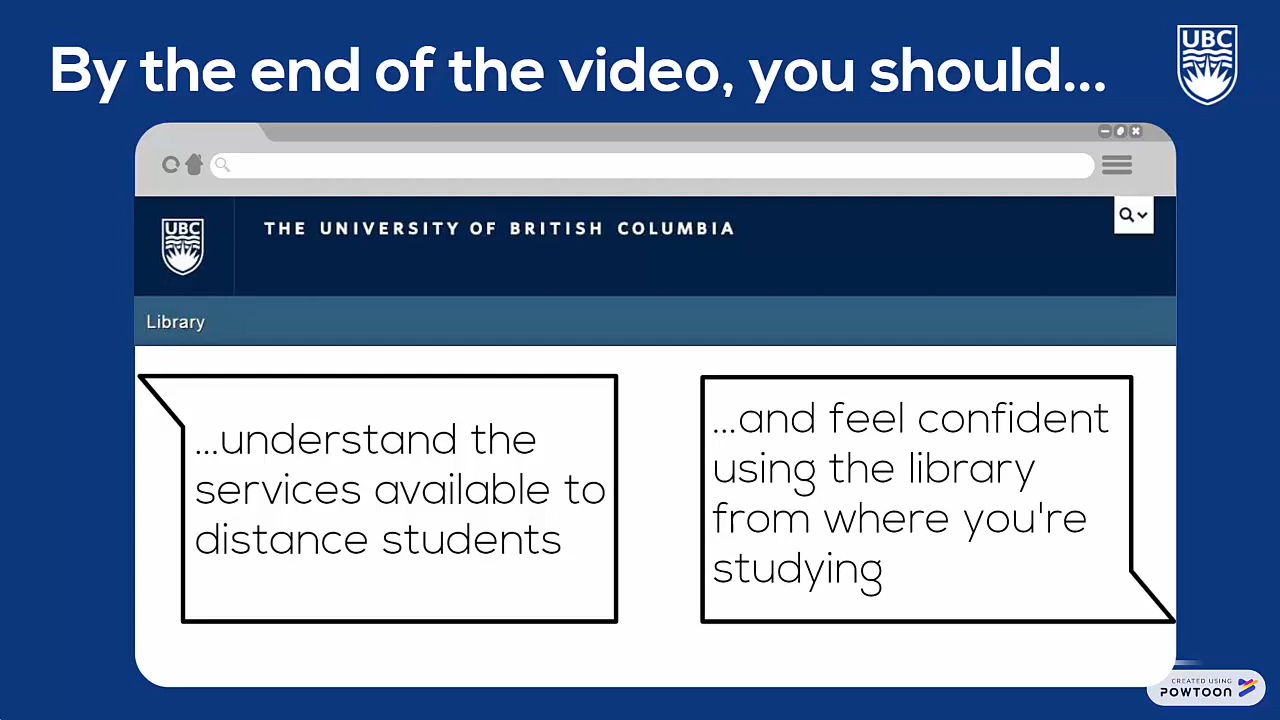 By the end of the video, you should...
UBC
UBC
THE UNIVERSITY OF BRITISH COLUMBIA
Library
...understand the
services available to
distance students
...and feel confident
using the library
from where you're
studying
CREATED USING
POWTOON